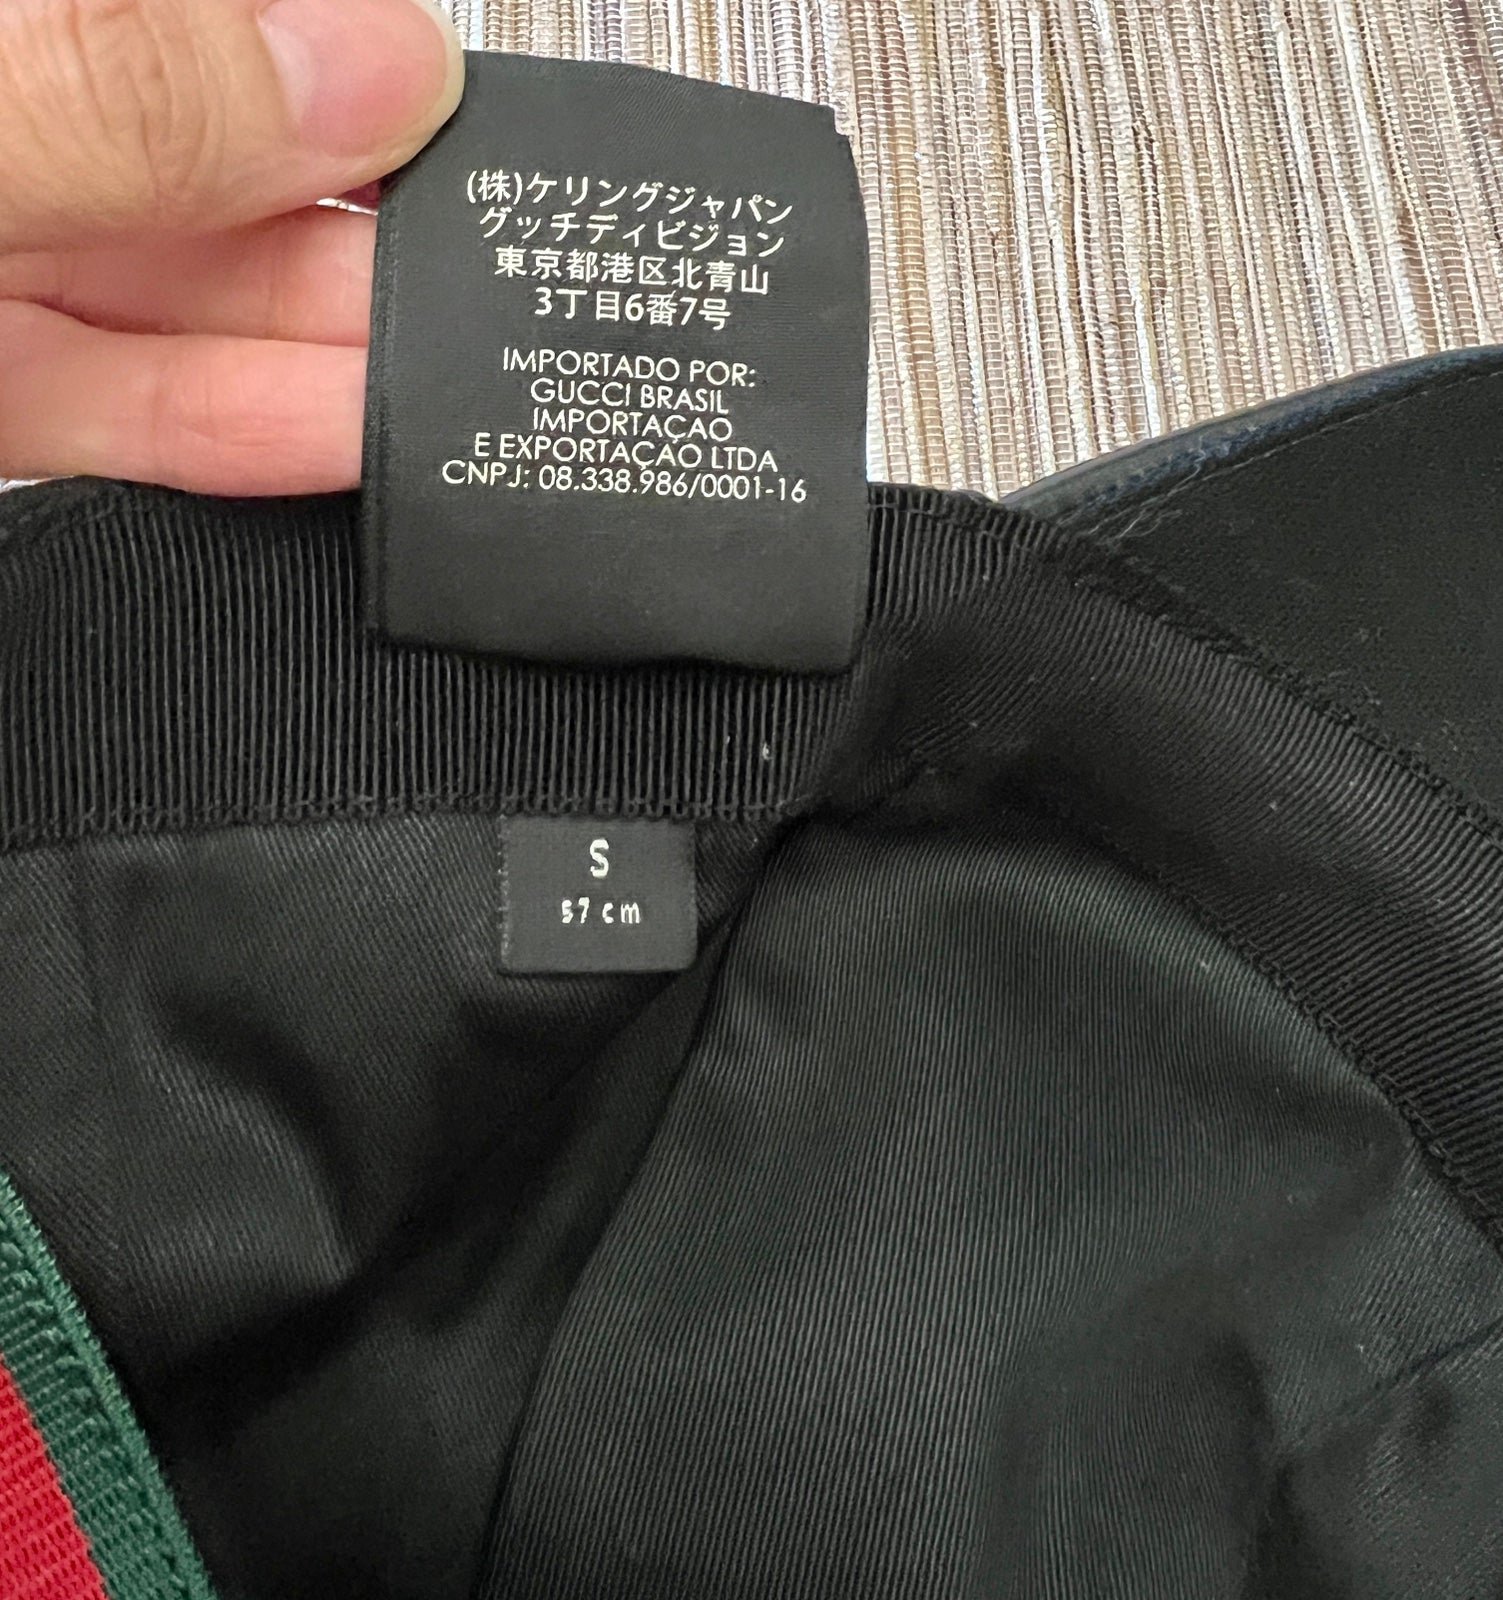 (株)ケリングジャパン
グッチディビジョン
東京都港区北青山
3丁目6番7号
IMPORTADO POR:
GUCCI BRASIL
IMPORTAÇAO
E EXPORTAÇAO LTDA
CNPJ: 08.338.986/0001-16
S
57 cm